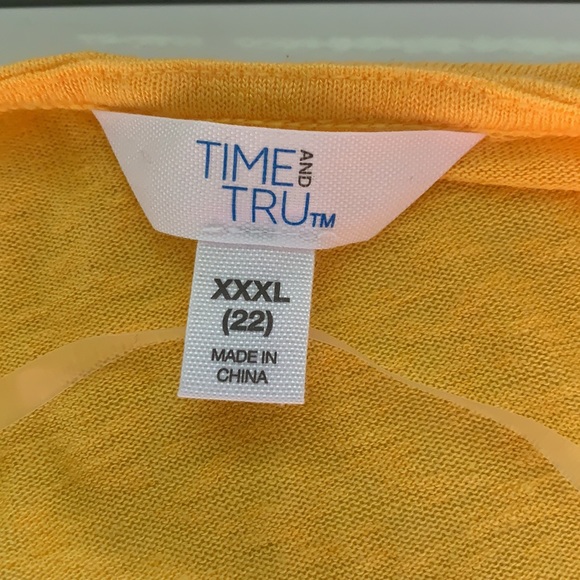 TIME AND
TRU™
XXXL
(22)
MADE IN
CHINA